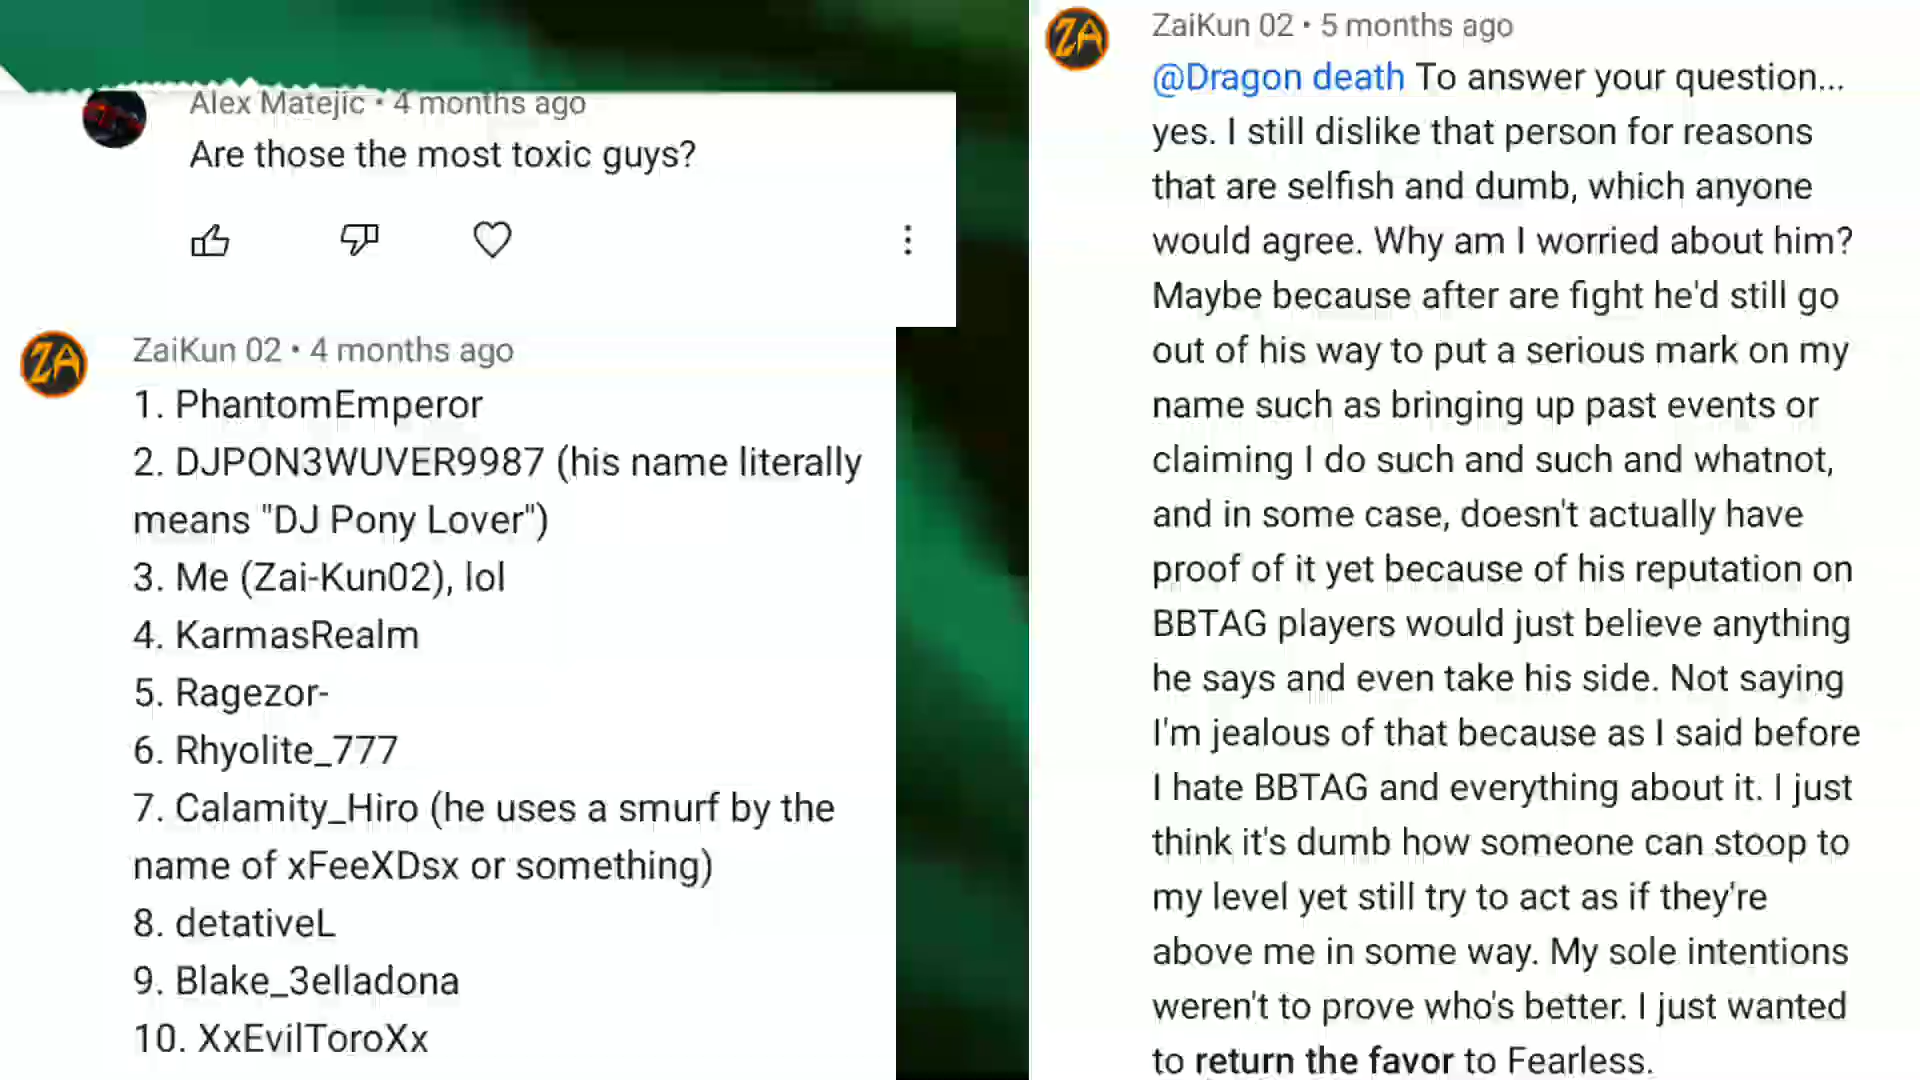 Alex Matejic • 4 months ago
Are those the most toxic guys?
ZA
ZaiKun 02 • 4 months ago
1. PhantomEmperor
2. DJPON3WUVER9987 (his name literally
means "DJ Pony Lover")
3. Me (Zai-Kun02), lol
4. KarmasRealm
5. Ragezor-
6. Rhyolite_777
7. Calamity_Hiro (he uses a smurf by the
name of xFeeXDsx or something)
8. detativeL
9. Blake_3elladona
10. XxEvilToroXx
ZA
ZaiKun 02 • 5 months ago
@Dragon death To answer your question...
yes. I still dislike that person for reasons
that are selfish and dumb, which anyone
would agree. Why am I worried about him?
Maybe because after are fight he'd still go
out of his way to put a serious mark on my
name such as bringing up past events or
claiming I do such and such and whatnot,
and in some case, doesn't actually have
proof of it yet because of his reputation on
BBTAG players would just believe anything
he says and even take his side. Not saying
I'm jealous of that because as I said before
I hate BBTAG and everything about it. I just
think it's dumb how someone can stoop to
my level yet still try to act as if they're
above me in some way. My sole intentions
weren't to prove who's better. I just wanted
to return the favor to Fearless.